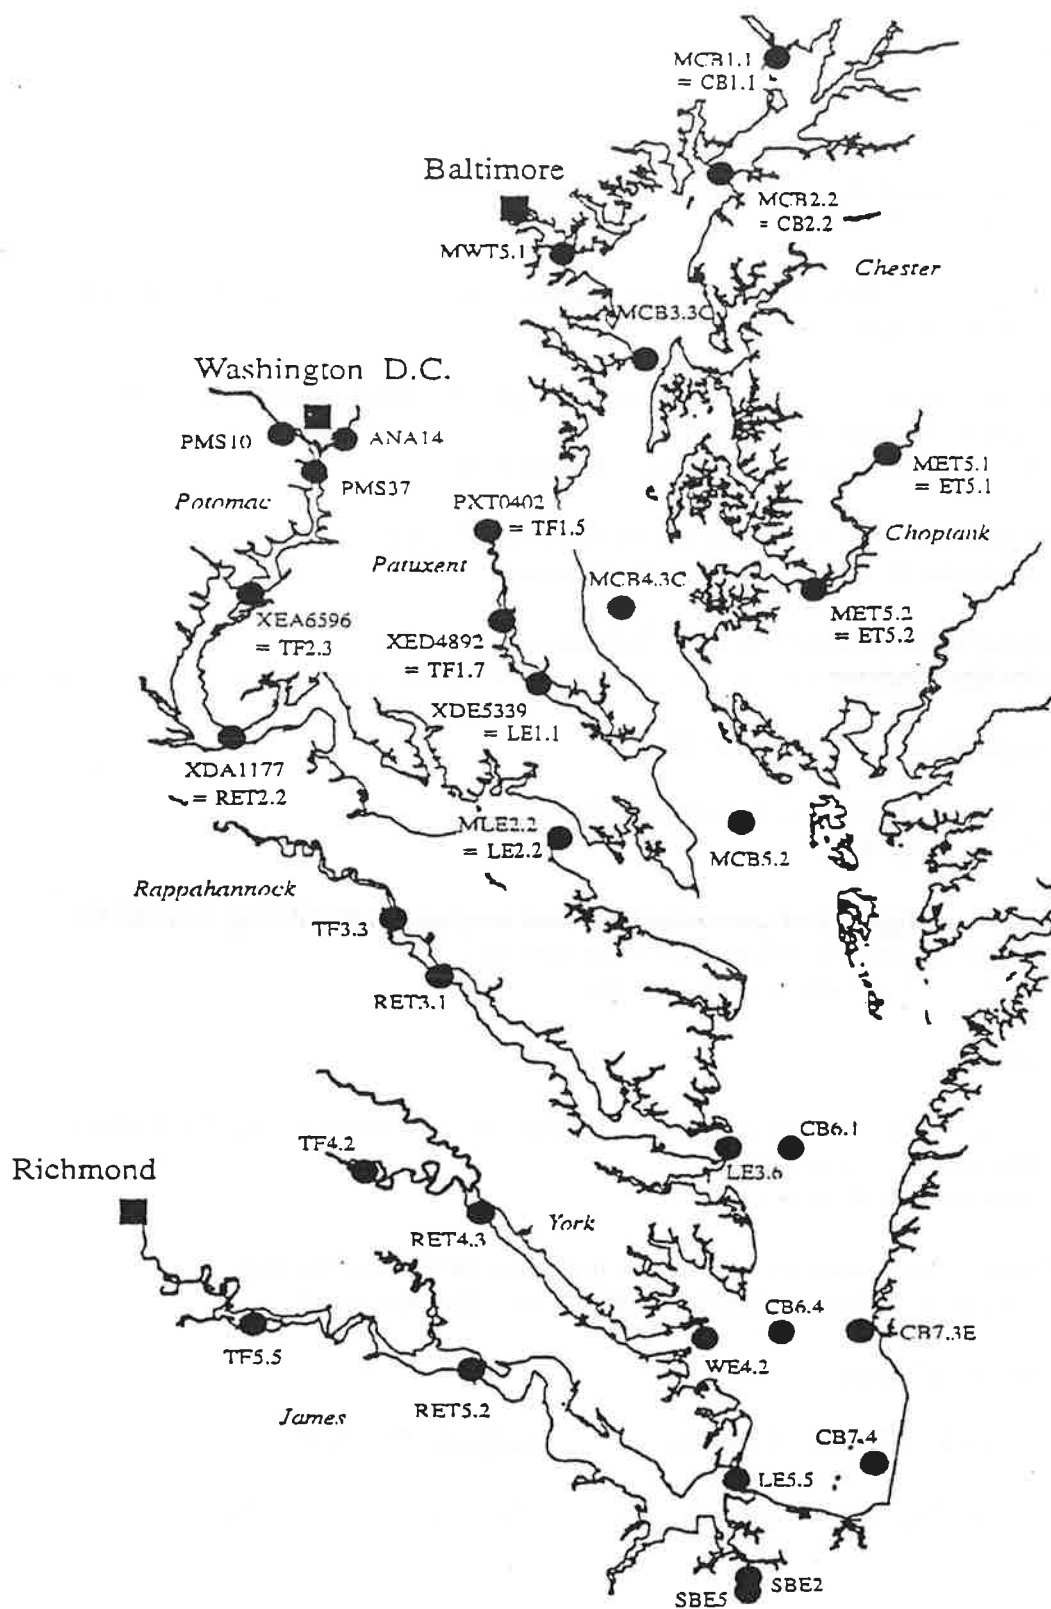 MCB1.1
= CB1.1
Baltimore
MCB2.2
= CB2.2
MWT5.1
Chester
MCB3.3C
Washington D.C.
PMS10
ANA14
MET5.1
= ET5.1
PMS37
Potomac
PXT0402
= TF1.5
Choptank
Patuxent
MCB4.3C
XEA6596
= TF2.3
MET5.2
= ET5.2
XED4892
= TF1.7
XDE5339
= LE1.1
XDA1177
= RET2.2
MLE2.2
= LE2.2
MCB5.2
Rappahannock
TF3.3
RET3.1
CB6.1
TF4.2
Richmond
LE3.6
York
RET4.3
CB6.4
CB7.3E
TF5.5
WE4.2
RET5.2
James
CB7.4
LE5.5
SBE2
SBE5